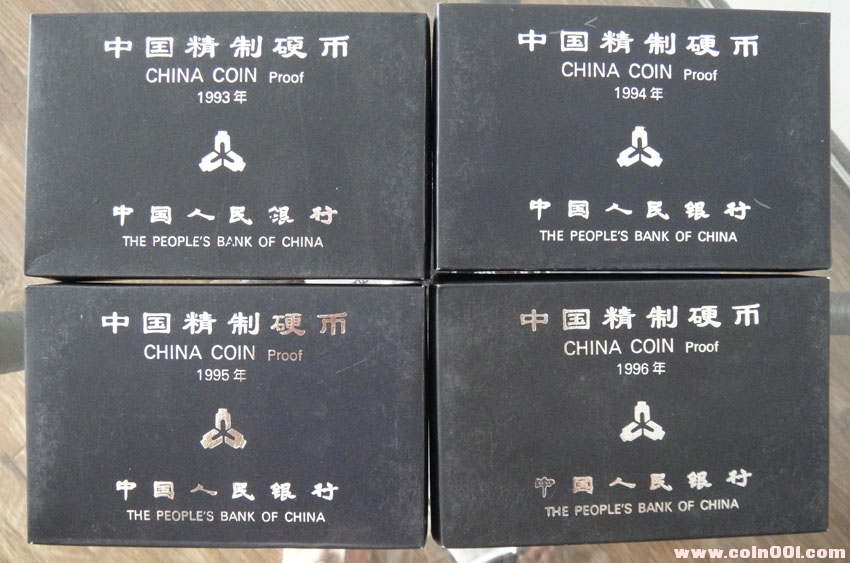 中国精制硬币
CHINA COIN Proof
1993年
中国人民银行
THE PEOPLE'S BANK OF CHINA
中国精制硬币
CHINA COIN Proof
1994年
中国人民银行
THE PEOPLE'S BANK OF CHINA
中国精制硬币
CHINA COIN Proof
1995年
中国人民银行
THE PEOPLE'S BANK OF CHINA
中国精制硬币
CHINA COIN Proof
1996年
中国人民银行
THE PEOPLE'S BANK OF CHINA
www.coin001.com